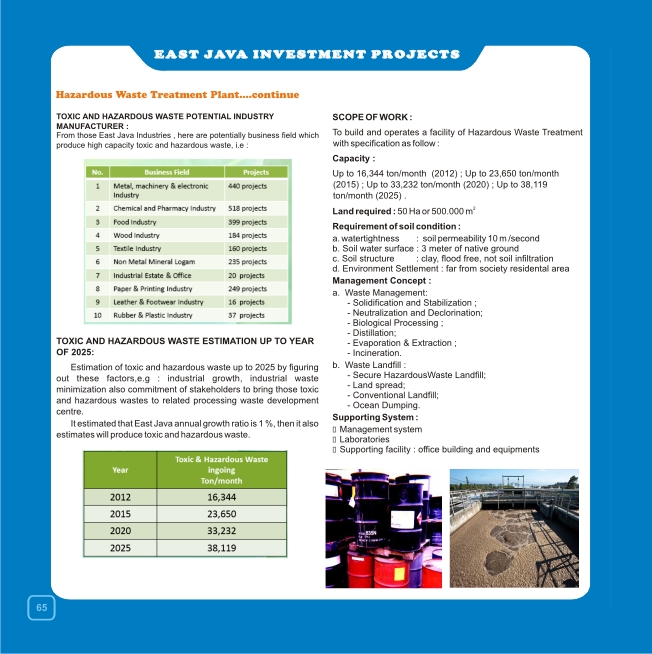 EAST JAVA INVESTMENT PROJECTS
Hazardous Waste Treatment Plant....continue
TOXIC AND HAZARDOUS WASTE POTENTIAL INDUSTRY
MANUFACTURER :
From those East Java Industries , here are potentially business field which
produce high capacity toxic and hazardous waste, i.e :
No. Business Field Projects
1 Metal, machinery & electronic Industry 440 projects
2 Chemical and Pharmacy Industry 518 projects
3 Food Industry 399 projects
4 Wood Industry 184 projects
5 Textile Industry 160 projects
6 Non Metal Mineral Logam 235 projects
7 Industrial Estate & Office 20 projects
8 Paper & Printing Industry 249 projects
9 Leather & Footwear Industry 16 projects
10 Rubber & Plastic Industry 37 projects
TOXIC AND HAZARDOUS WASTE ESTIMATION UP TO YEAR
OF 2025:
Estimation of toxic and hazardous waste up to 2025 by figuring
out these factors,e.g : industrial growth, industrial waste
minimization also commitment of stakeholders to bring those toxic
and hazardous wastes to related processing waste development
centre.
It estimated that East Java annual growth ratio is 1 %, then it also
estimates will produce toxic and hazardous waste.
Year Toxic & Hazardous Waste ingoing Ton/month
2012 16,344
2015 23,650
2020 33,232
2025 38,119
SCOPE OF WORK :
To build and operates a facility of Hazardous Waste Treatment
with specification as follow :
Capacity :
Up to 16,344 ton/month (2012) ; Up to 23,650 ton/month
(2015) ; Up to 33,232 ton/month (2020) ; Up to 38,119
ton/month (2025) .
Land required : 50 Ha or 500.000 m²
Requirement of soil condition :
a. watertightness : soil permeability 10 m /second
b. Soil water surface : 3 meter of native ground
c. Soil structure : clay, flood free, not soil infiltration
d. Environment Settlement : far from society residental area
Management Concept :
a. Waste Management:
- Solidification and Stabilization ;
- Neutralization and Declorination;
- Biological Processing ;
- Distillation;
- Evaporation & Extraction ;
- Incineration.
b. Waste Landfill :
- Secure HazardousWaste Landfill;
- Land spread;
- Conventional Landfill;
- Ocean Dumping.
Supporting System :
▯ Management system
▯ Laboratories
▯ Supporting facility : office building and equipments
65